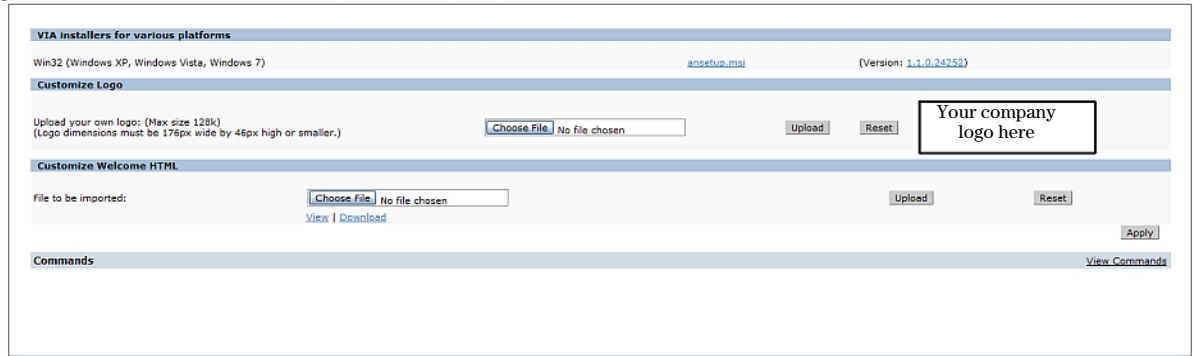 VIA installers for various platforms
Win32 (Windows XP, Windows Vista, Windows 7) ansetup.msi (Version: 1.1.0.24252)
Customize Logo
Upload your own logo: (Max size 128k)
(Logo dimensions must be 176px wide by 46px high or smaller.) Choose File No file chosen Upload Reset
Your company
logo here
Customize Welcome HTML
File to be imported: Choose File No file chosen Upload Reset
View | Download
Apply
Commands View Commands